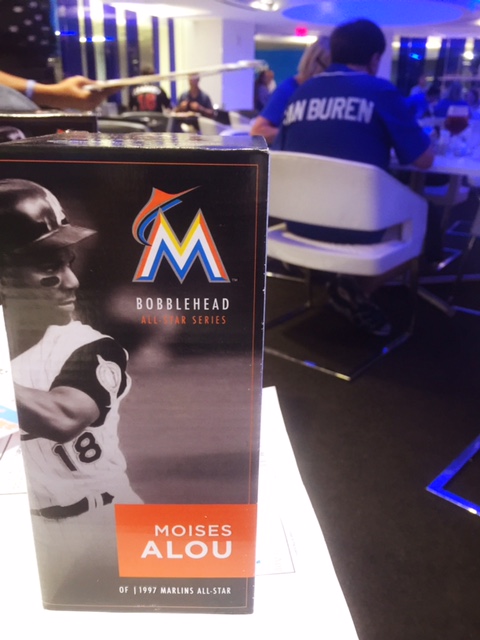 AN BUREN
M
BOBBLEHEAD
ALL-STAR SERIES
18
MOISES
ALOU
OF | 1997 MARLINS ALL-STAR